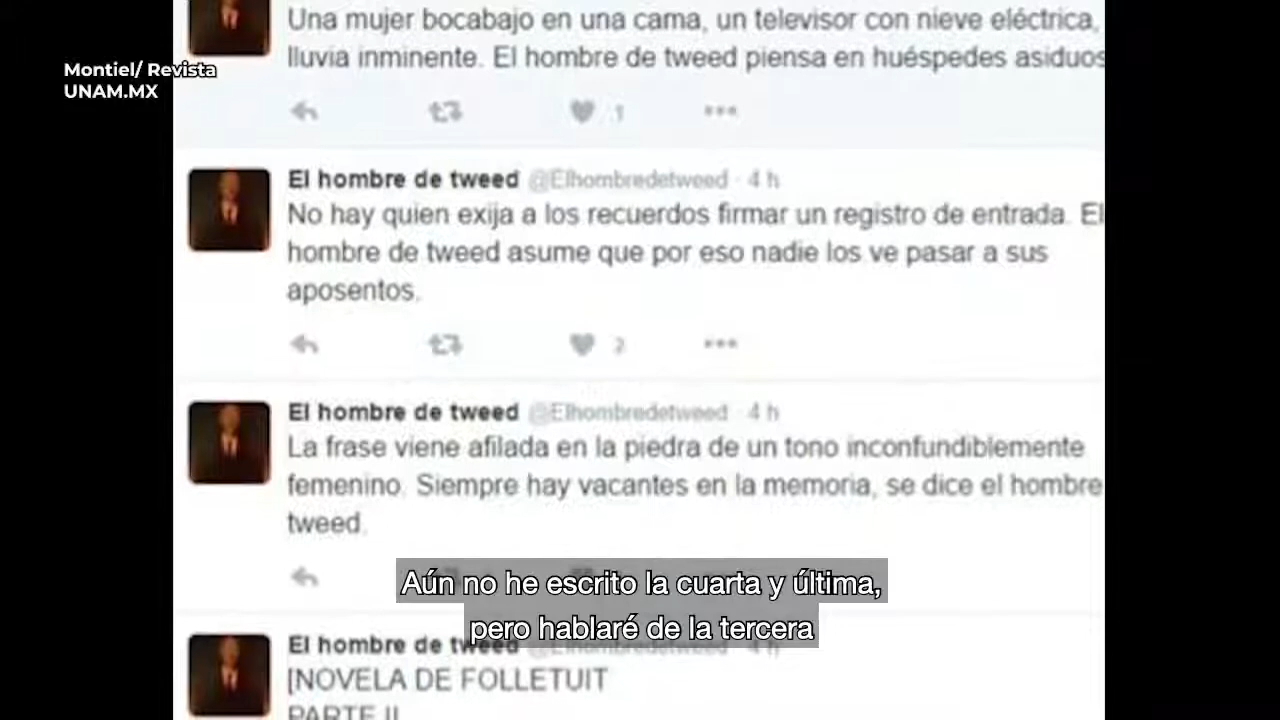 Montiel/ Revista
UNAM.MX
Una mujer bocabajo en una cama, un televisor con nieve eléctrica,
lluvia inminente. El hombre de tweed piensa en huéspedes asiduos
1
El hombre de tweed @Elhombredetweed · 4 h
No hay quien exija a los recuerdos firmar un registro de entrada. El
hombre de tweed asume que por eso nadie los ve pasar a sus
aposentos.
2
El hombre de tweed @Elhombredetweed · 4 h
La frase viene afilada en la piedra de un tono inconfundiblemente
femenino. Siempre hay vacantes en la memoria, se dice el hombre
tweed.
Aún no he escrito la cuarta y última,
pero hablaré de la tercera
El hombre de tweed @Elhombredetweed · 4 h
[NOVELA DE FOLLETUIT
PARTE II